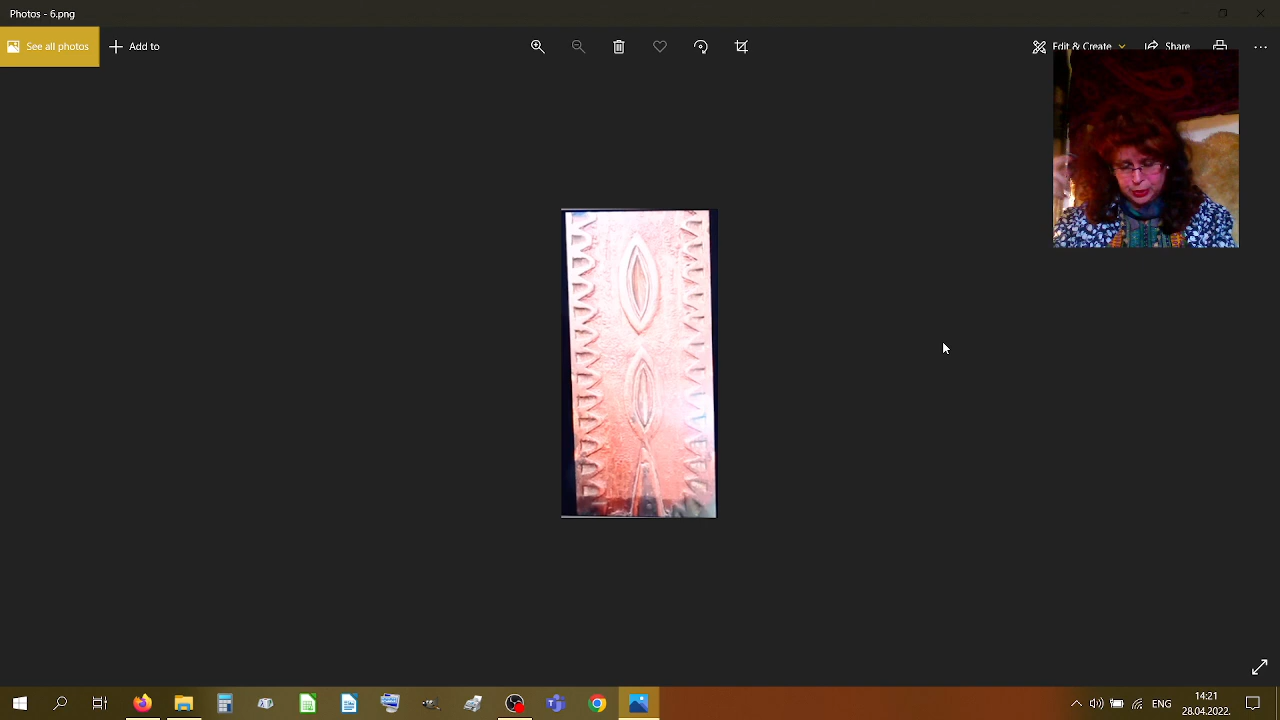 Photos - 6.png
See all photos
Add to
Edit & Create
Share
ENG
14:21
28.04.2022.